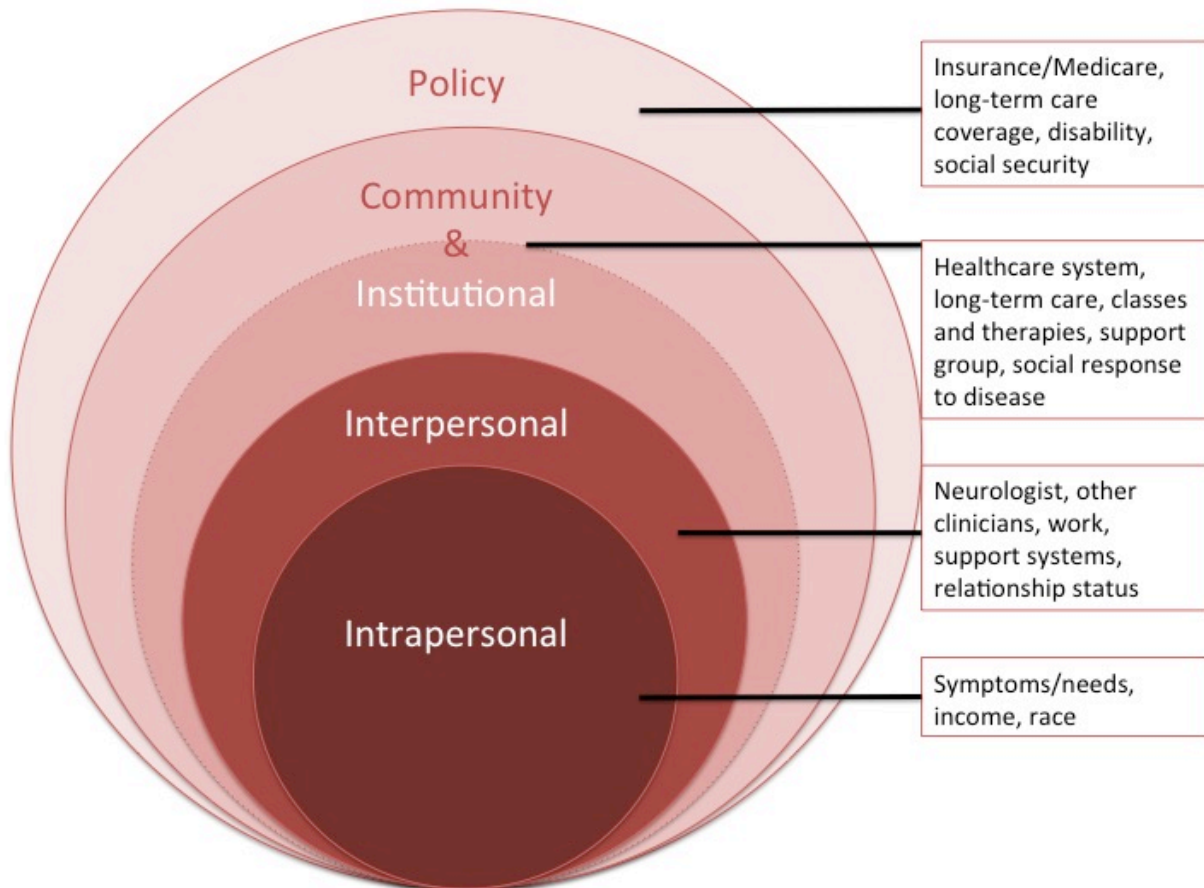 Policy
Insurance/Medicare,
long-term care
coverage, disability,
social security
Community
&
Institutional
Healthcare system,
long-term care, classes
and therapies, support
group, social response
to disease
Interpersonal
Neurologist, other
clinicians, work,
support systems,
relationship status
Intrapersonal
Symptoms/needs,
income, race